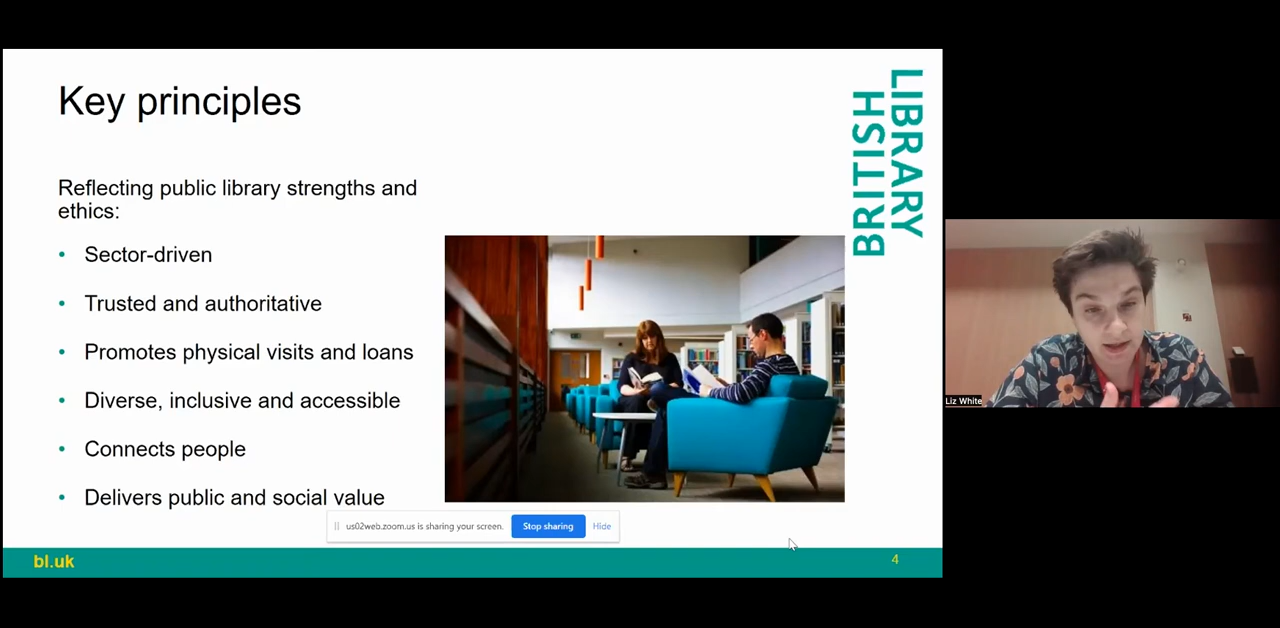 Key principles
LIBRARY
BRITISH
Reflecting public library strengths and
ethics:
• Sector-driven
• Trusted and authoritative
• Promotes physical visits and loans
• Diverse, inclusive and accessible
• Connects people
• Delivers public and social value
us02web.zoom.us is sharing your screen.
Stop sharing
Hide
bl.uk
4
Liz White